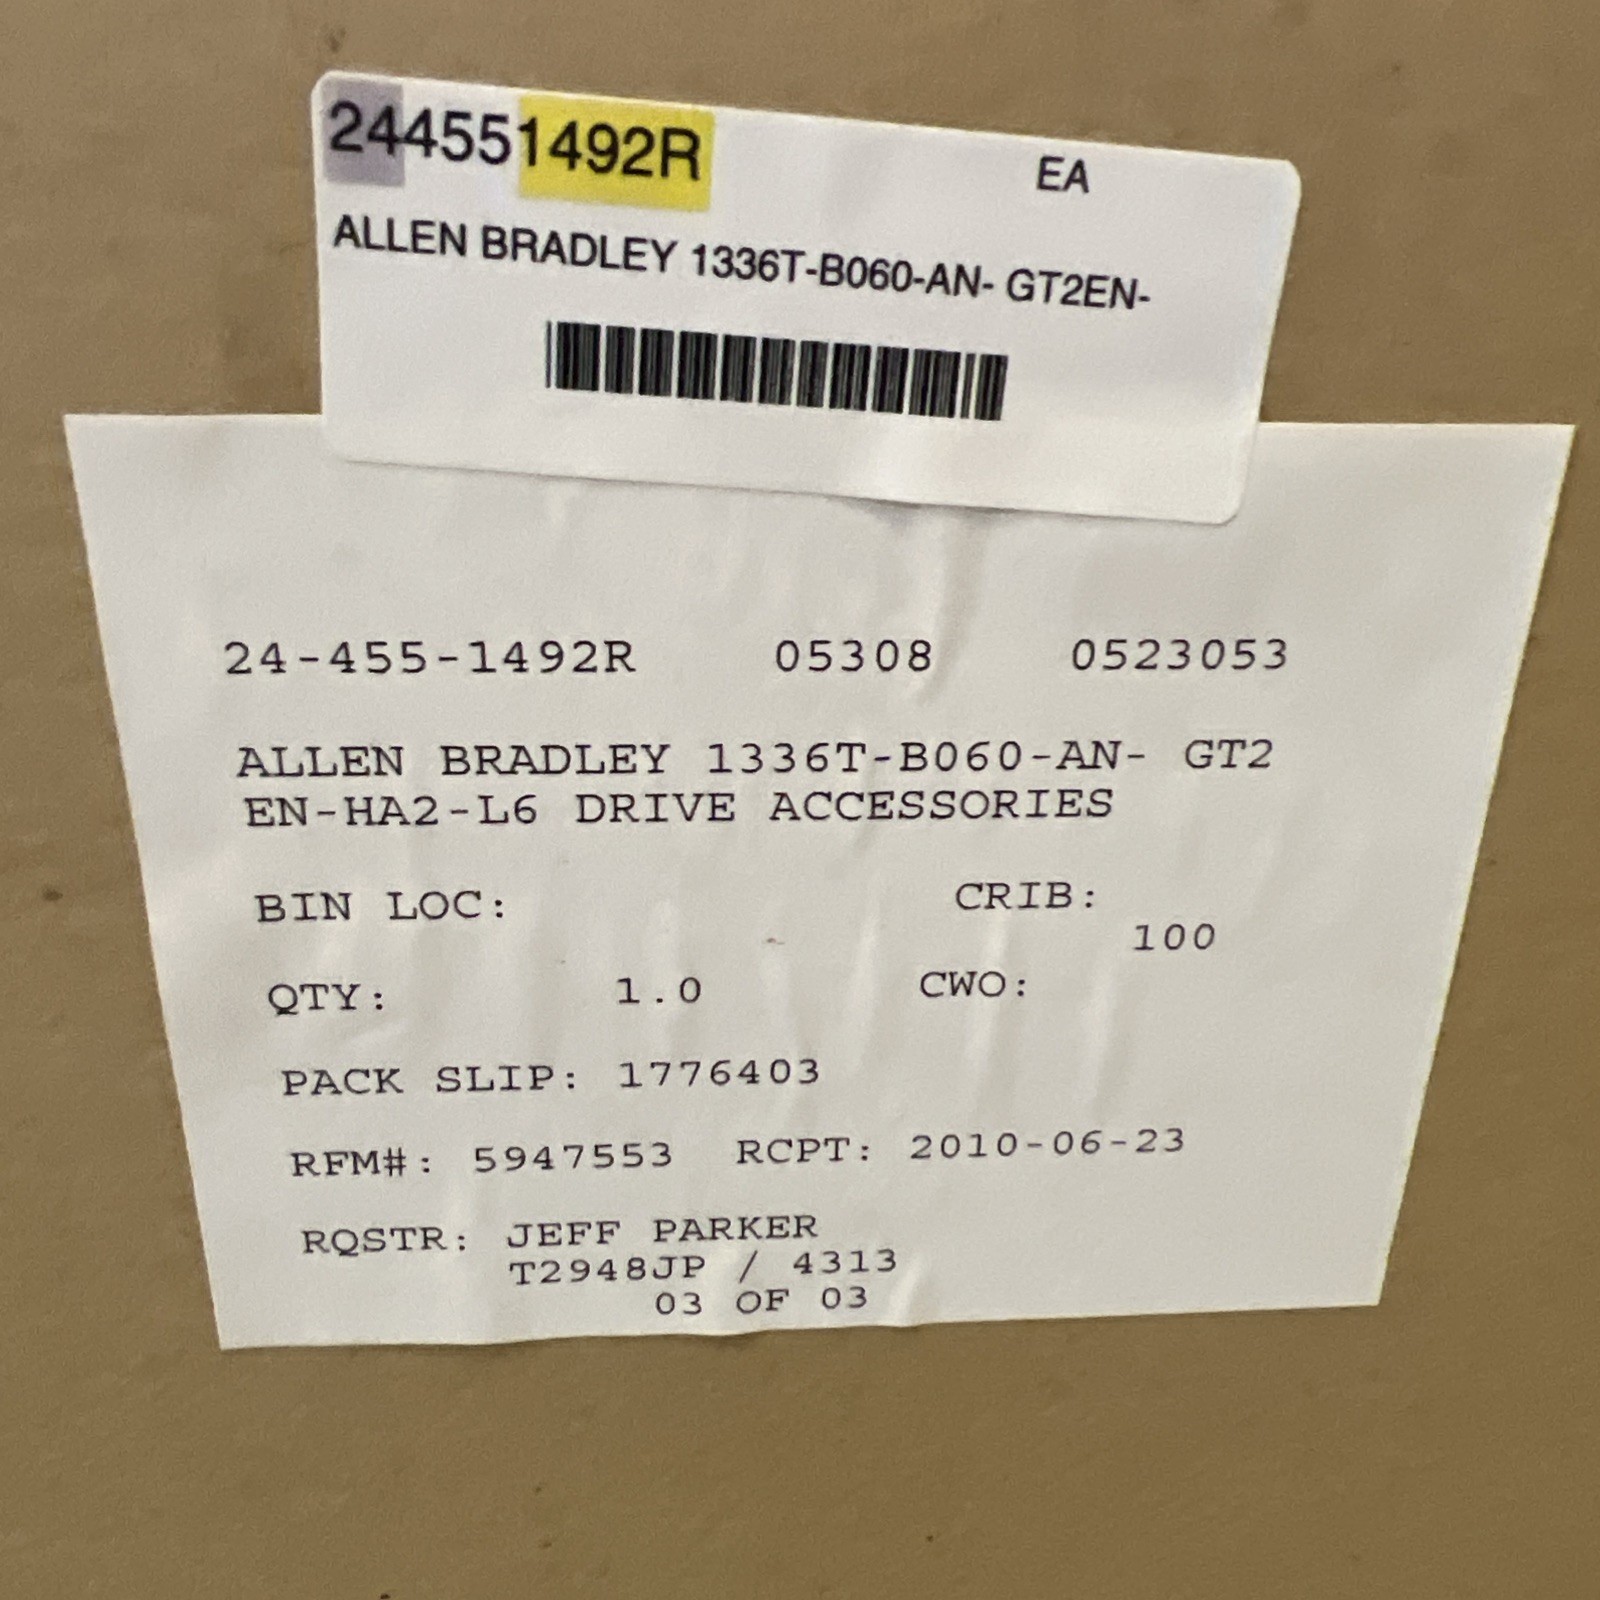 244551492R EA
ALLEN BRADLEY 1336T-B060-AN- GT2EN-
24-455-1492R 05308 0523053
ALLEN BRADLEY 1336T-B060-AN- GT2
EN-HA2-L6 DRIVE ACCESSORIES
BIN LOC: CRIB:
100
QTY: 1.0 CWO:
PACK SLIP: 1776403
RFM#: 5947553 RCPT: 2010-06-23
RQSTR: JEFF PARKER
T2948JP / 4313
03 OF 03